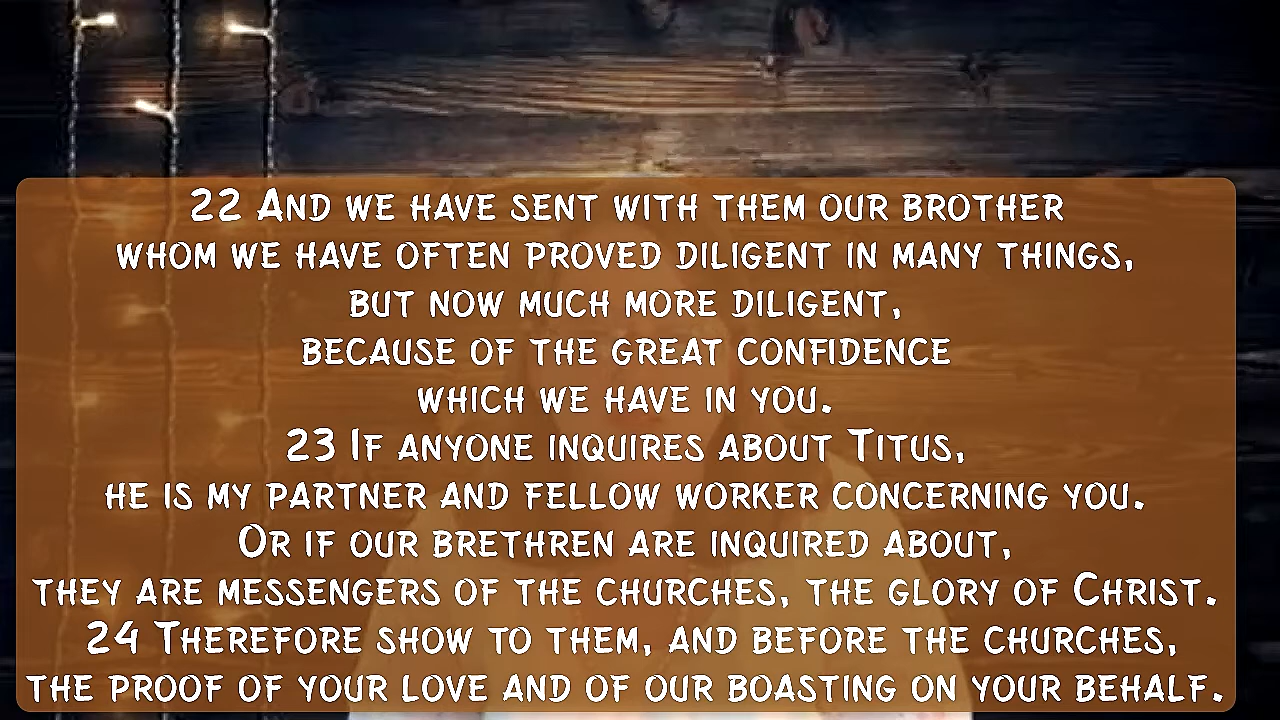 22 And we have sent with them our brother
whom we have often proved diligent in many things,
but now much more diligent,
because of the great confidence
which we have in you.
23 If anyone inquires about Titus,
he is my partner and fellow worker concerning you.
Or if our brethren are inquired about,
they are messengers of the churches, the glory of Christ.
24 Therefore show to them, and before the churches,
the proof of your love and of our boasting on your behalf.